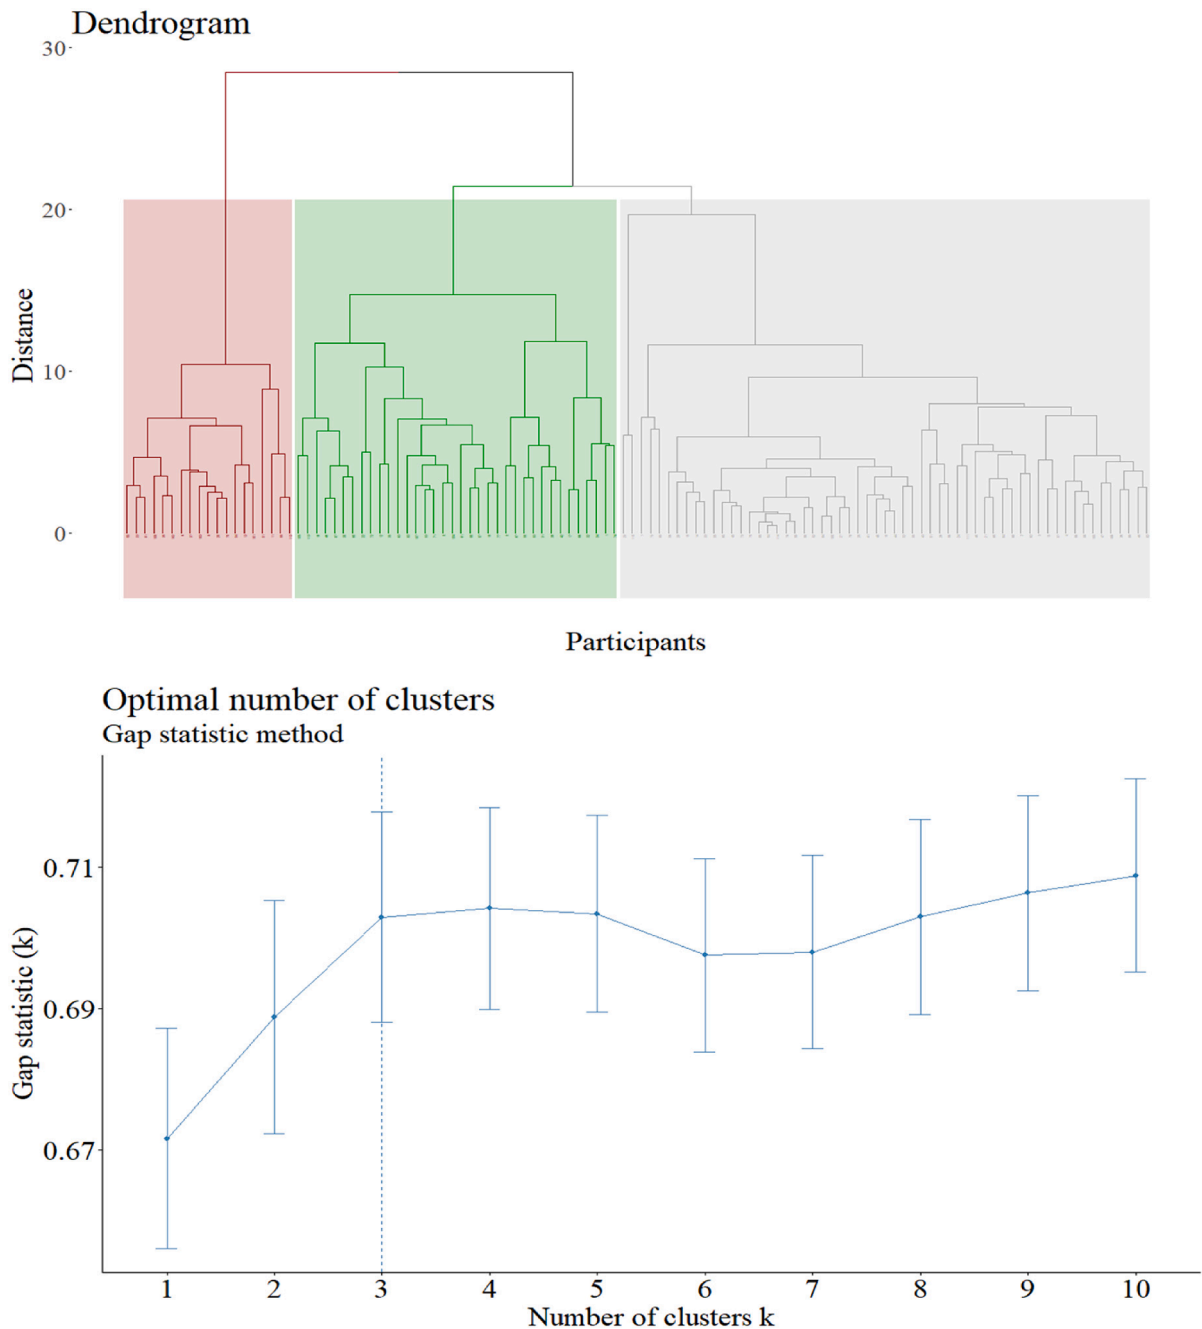 Dendrogram
30
20
Distance
10
0
Participants
Optimal number of clusters
Gap statistic method
0.71
Gap statistic (k)
0.69
0.67
1 2 3 4 5 6 7 8 9 10
Number of clusters k